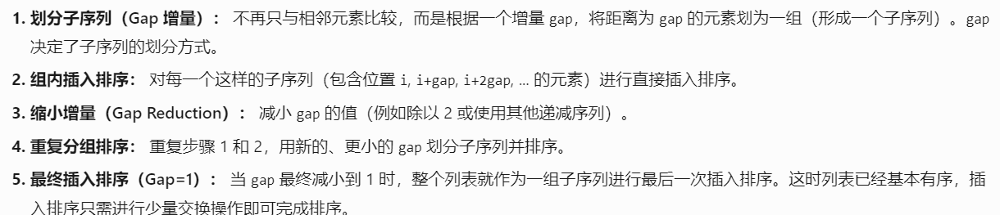 1. 划分子序列（Gap 增量）： 不再只与相邻元素比较，而是根据一个增量 gap，将距离为 gap 的元素划为一组（形成一个子序列）。gap
决定了子序列的划分方式。
2. 组内插入排序： 对每一个这样的子序列（包含位置 i, i+gap, i+2gap, ... 的元素）进行直接插入排序。
3. 缩小增量（Gap Reduction）： 减小 gap 的值（例如除以 2 或使用其他递减序列）。
4. 重复分组排序： 重复步骤 1 和 2，用新的、更小的 gap 划分子序列并排序。
5. 最终插入排序（Gap=1）： 当 gap 最终减小到 1 时，整个列表就作为一组子序列进行最后一次插入排序。这时列表已经基本有序，插
入排序只需进行少量交换操作即可完成排序。